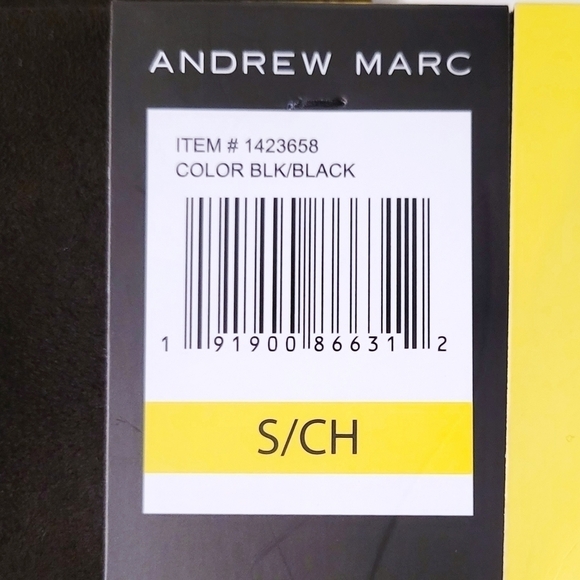 ANDREW MARC
ITEM # 1423658
COLOR BLK/BLACK
1 91900 86631 2
S/CH